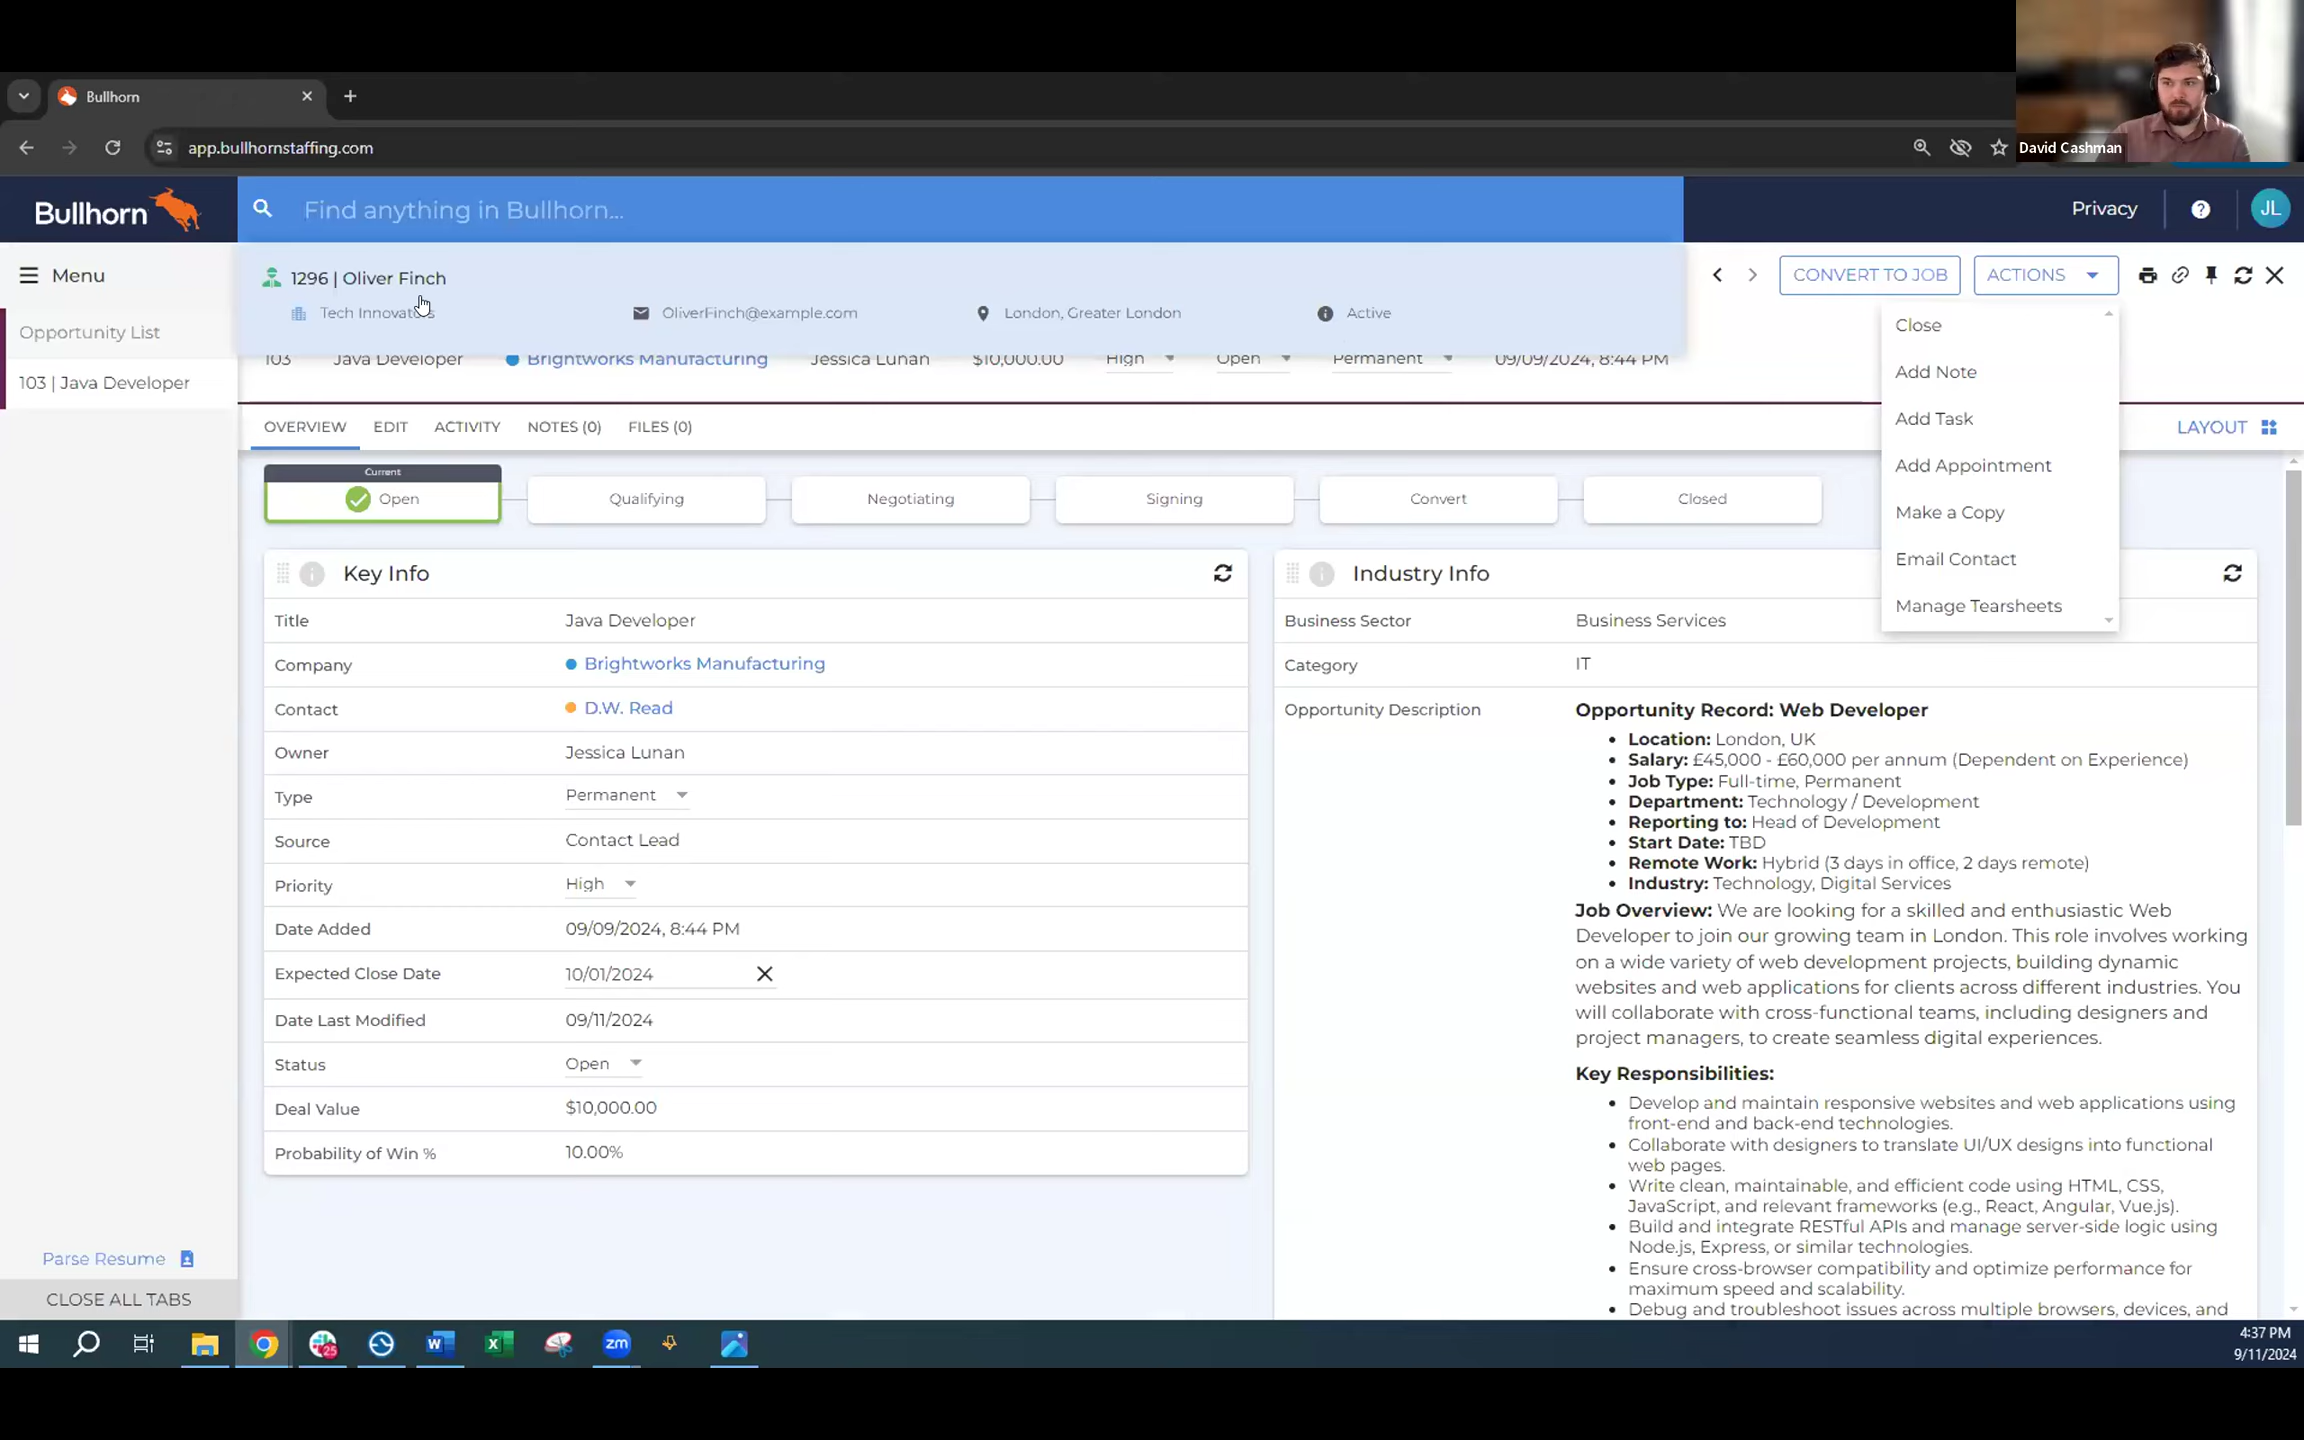 Bullhorn
app.bullhornstaffing.com
David Cashman
Bullhorn
Find anything in Bullhorn...
Privacy
JL
Menu
1296 | Oliver Finch
Tech Innovators
OliverFinch@example.com
London, Greater London
Active
CONVERT TO JOB
ACTIONS
Opportunity List
103 | Java Developer
103
Java Developer
Brightworks Manufacturing
Jessica Lunan
$10,000.00
High
Open
Permanent
09/09/2024, 8:44 PM
Close
Add Note
Add Task
Add Appointment
Make a Copy
Email Contact
Manage Tearsheets
OVERVIEW
EDIT
ACTIVITY
NOTES (0)
FILES (0)
LAYOUT
Current
Open
Qualifying
Negotiating
Signing
Convert
Closed
Key Info
Title
Java Developer
Company
Brightworks Manufacturing
Contact
D.W. Read
Owner
Jessica Lunan
Type
Permanent
Source
Contact Lead
Priority
High
Date Added
09/09/2024, 8:44 PM
Expected Close Date
10/01/2024
Date Last Modified
09/11/2024
Status
Open
Deal Value
$10,000.00
Probability of Win %
10.00%
Industry Info
Business Sector
Business Services
Category
IT
Opportunity Description
Opportunity Record: Web Developer
Location: London, UK
Salary: £45,000 - £60,000 per annum (Dependent on Experience)
Job Type: Full-time, Permanent
Department: Technology / Development
Reporting to: Head of Development
Start Date: TBD
Remote Work: Hybrid (3 days in office, 2 days remote)
Industry: Technology, Digital Services
Job Overview: We are looking for a skilled and enthusiastic Web
Developer to join our growing team in London. This role involves working
on a wide variety of web development projects, building dynamic
websites and web applications for clients across different industries. You
will collaborate with cross-functional teams, including designers and
project managers, to create seamless digital experiences.
Key Responsibilities:
Develop and maintain responsive websites and web applications using
front-end and back-end technologies.
Collaborate with designers to translate UI/UX designs into functional
web pages.
Write clean, maintainable, and efficient code using HTML, CSS,
JavaScript, and relevant frameworks (e.g., React, Angular, Vue.js).
Build and integrate RESTful APIs and manage server-side logic using
Node.js, Express, or similar technologies.
Ensure cross-browser compatibility and optimize performance for
maximum speed and scalability.
Debug and troubleshoot issues across multiple browsers, devices, and
Parse Resume
CLOSE ALL TABS
25
zm
4:37 PM
9/11/2024